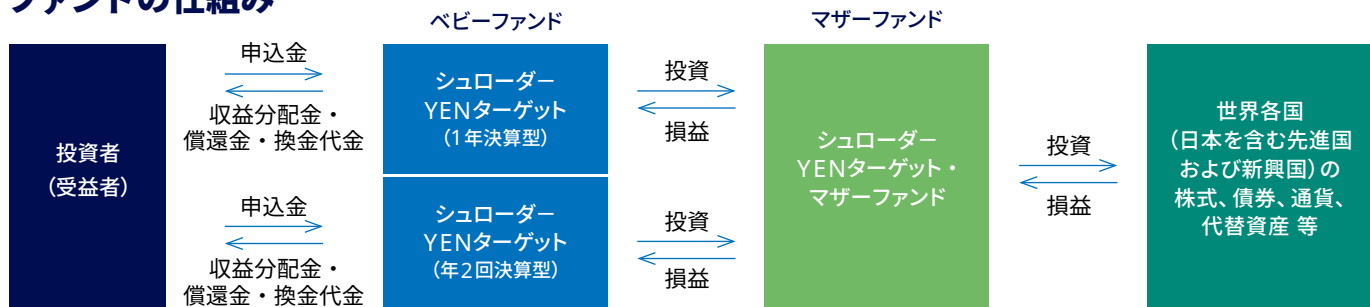 ファンドの仕組み
ベビーファンド
マザーファンド
投資者
（受益者）
申込金
収益分配金・
償還金・換金代金
シュローダー
YENターゲット
（1年決算型）
投資
損益
申込金
収益分配金・
償還金・換金代金
シュローダー
YENターゲット
（年2回決算型）
投資
損益
シュローダー
YENターゲット・
マザーファンド
投資
損益
世界各国
（日本を含む先進国
および新興国）の
株式、債券、通貨、
代替資産 等